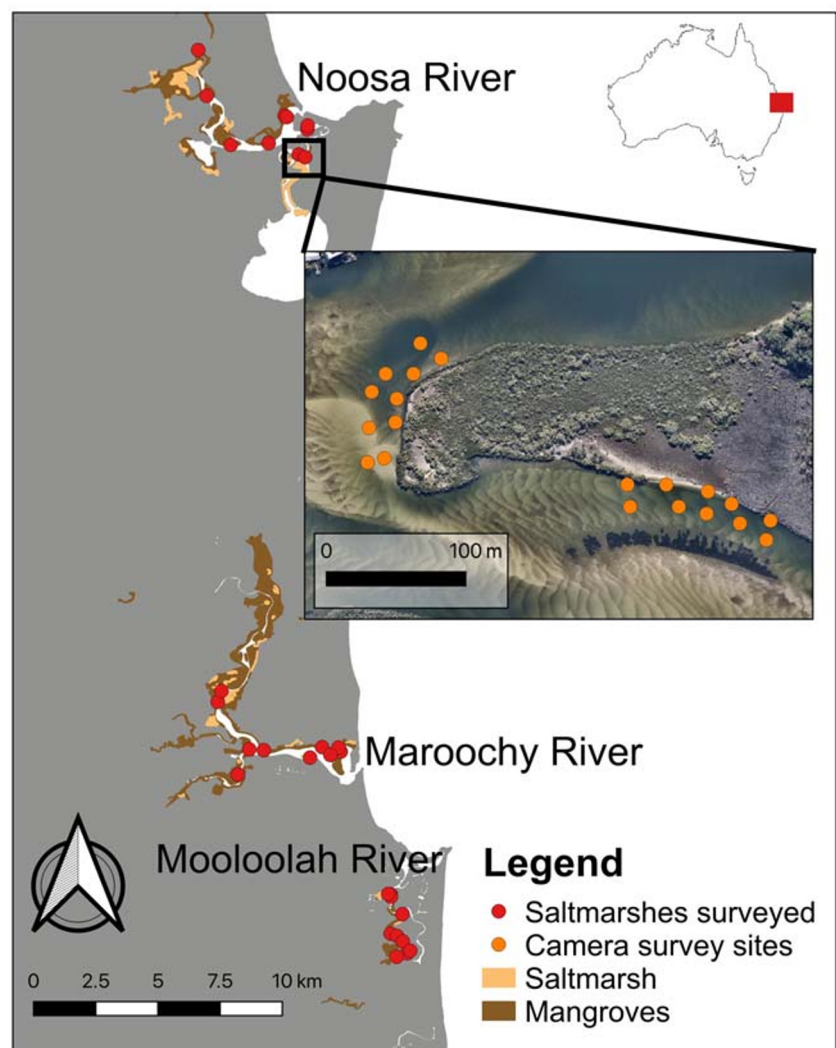 Noosa River
0 100 m
Maroochy River
Mooloolah River
Legend
Saltmarshes surveyed
Camera survey sites
Saltmarsh
Mangroves
0 2.5 5 7.5 10 km